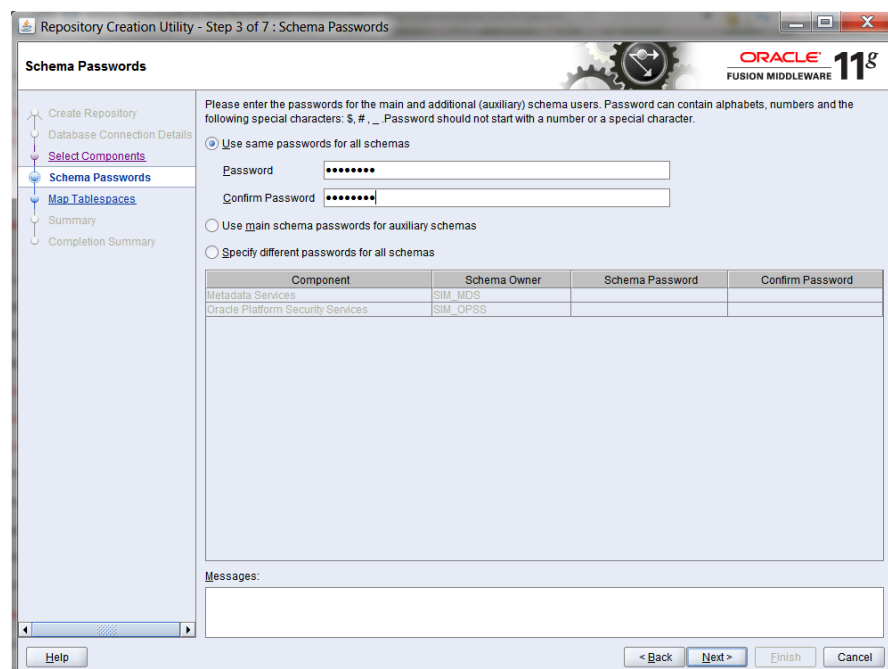 Repository Creation Utility - Step 3 of 7 : Schema Passwords
Schema Passwords
ORACLE
FUSION MIDDLEWARE 11g
Create Repository
Database Connection Details
Select Components
Schema Passwords
Map Tablespaces
Summary
Completion Summary
Please enter the passwords for the main and additional (auxiliary) schema users. Password can contain alphabets, numbers and the
following special characters: $, # , _ .Password should not start with a number or a special character.
Use same passwords for all schemas
Password ••••••••
Confirm Password ••••••••
Use main schema passwords for auxiliary schemas
Specify different passwords for all schemas
Component Schema Owner Schema Password Confirm Password
Metadata Services SIM_MDS
Oracle Platform Security Services SIM_OPSS
Messages:
Help < Back Next > Finish Cancel